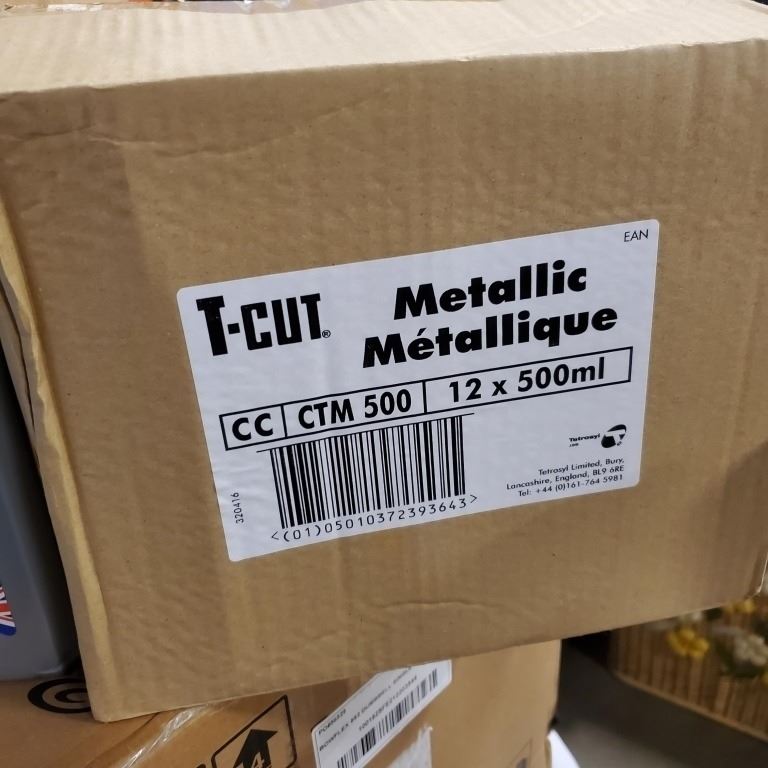 EAN
T-CUT®
Metallic
Métallique
CC
CTM 500
12 x 500ml
Tetrosyl
.com
320416
<(01)05010372393643>
Tetrosyl Limited, Bury,
Lancashire, England, BL9 6RE
Tel: +44 (0)161-764 5981